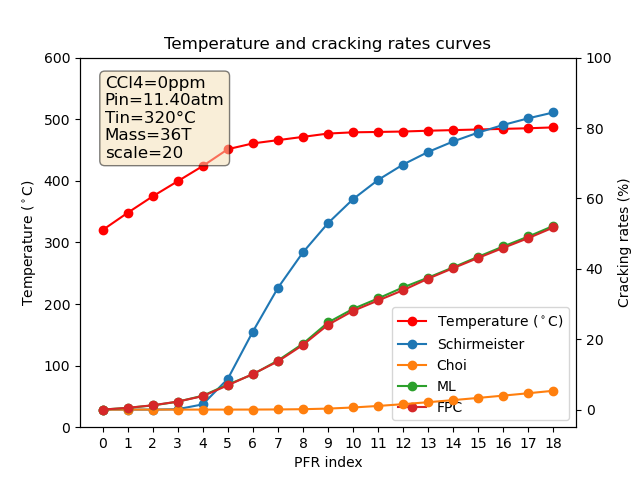 Temperature and cracking rates curves
CCl4=0ppm
Pin=11.40atm
Tin=320°C
Mass=36T
scale=20
600
500
400
300
200
100
0
Temperature (°C)
100
80
60
40
20
0
Cracking rates (%)
Temperature (°C)
Schirmeister
Choi
ML
FPC
0 1 2 3 4 5 6 7 8 9 10 11 12 13 14 15 16 17 18
PFR index